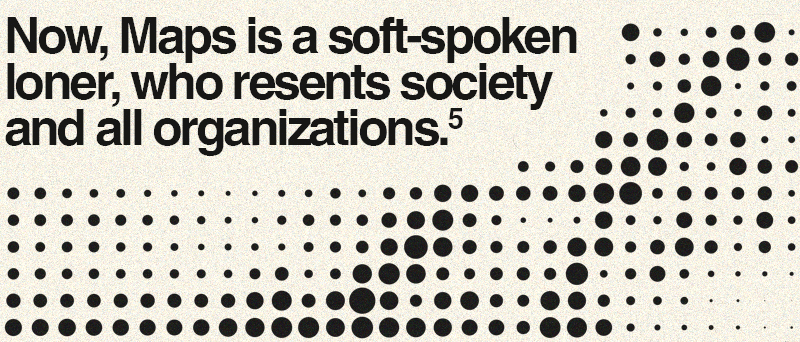 Now, Maps is a soft-spoken
loner, who resents society
and all organizations.⁵